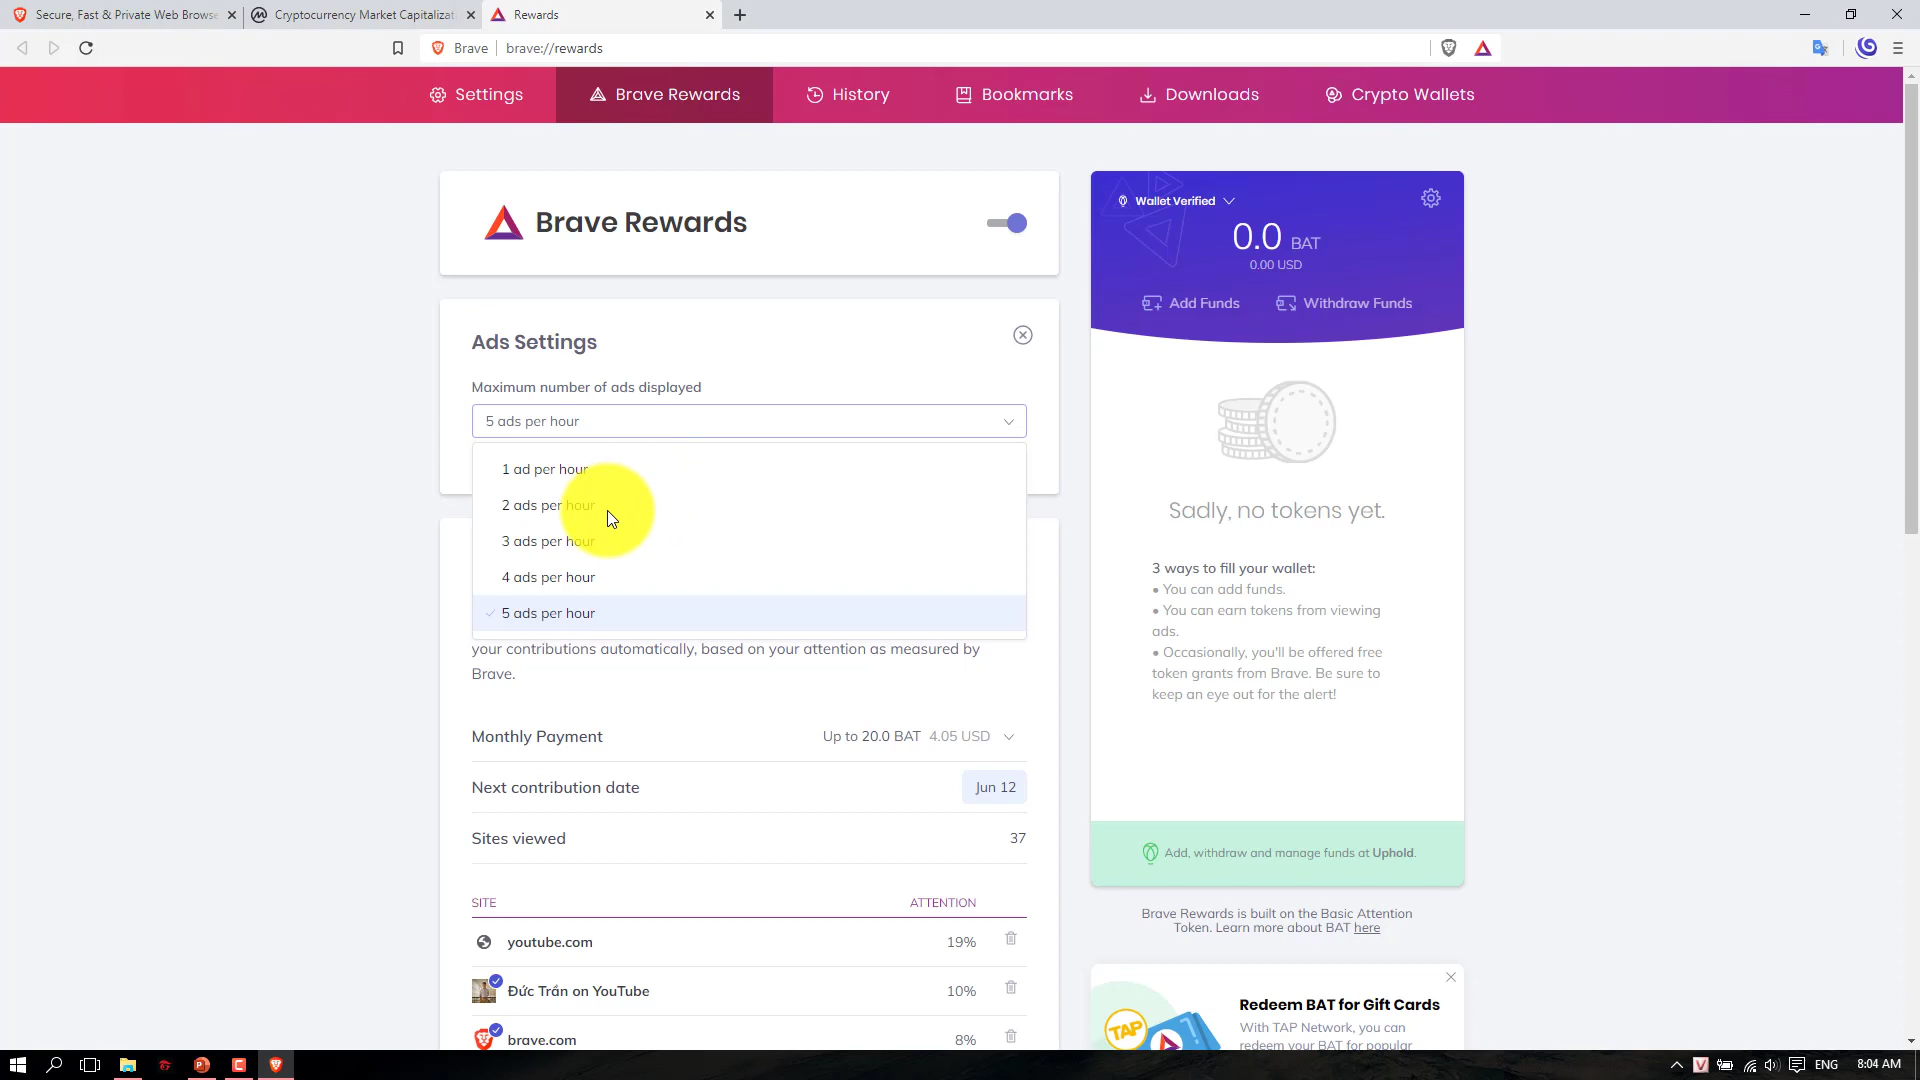 Secure, Fast & Private Web Browse
Cryptocurrency Market Capitalizat
Rewards
Brave
brave://rewards
Settings
Brave Rewards
History
Bookmarks
Downloads
Crypto Wallets
Brave Rewards
Ads Settings
Maximum number of ads displayed
5 ads per hour
1 ad per hour
2 ads per hour
3 ads per hour
4 ads per hour
5 ads per hour
your contributions automatically, based on your attention as measured by
Brave.
Monthly Payment
Up to 20.0 BAT 4.05 USD
Next contribution date
Jun 12
Sites viewed
37
SITE
ATTENTION
youtube.com
19%
Đức Trần on YouTube
10%
brave.com
8%
Wallet Verified
0.0 BAT
0.00 USD
Add Funds
Withdraw Funds
Sadly, no tokens yet.
3 ways to fill your wallet:
• You can add funds.
• You can earn tokens from viewing
ads.
• Occasionally, you'll be offered free
token grants from Brave. Be sure to
keep an eye out for the alert!
Add, withdraw and manage funds at Uphold.
Brave Rewards is built on the Basic Attention
Token. Learn more about BAT here
TAP
Redeem BAT for Gift Cards
With TAP Network, you can
redeem your BAT for popular
ENG
8:04 AM